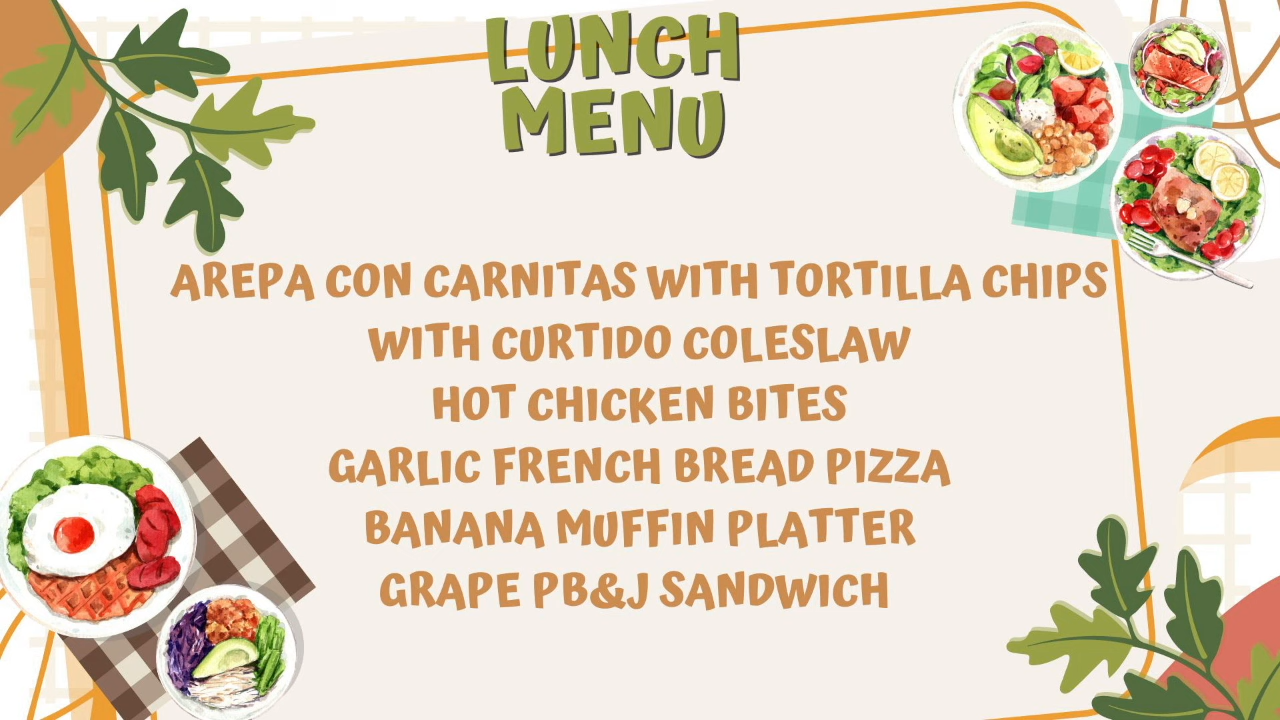 LUNCH
MENU
AREPA CON CARNITAS WITH TORTILLA CHIPS
WITH CURTIDO COLESLAW
HOT CHICKEN BITES
GARLIC FRENCH BREAD PIZZA
BANANA MUFFIN PLATTER
GRAPE PB&J SANDWICH